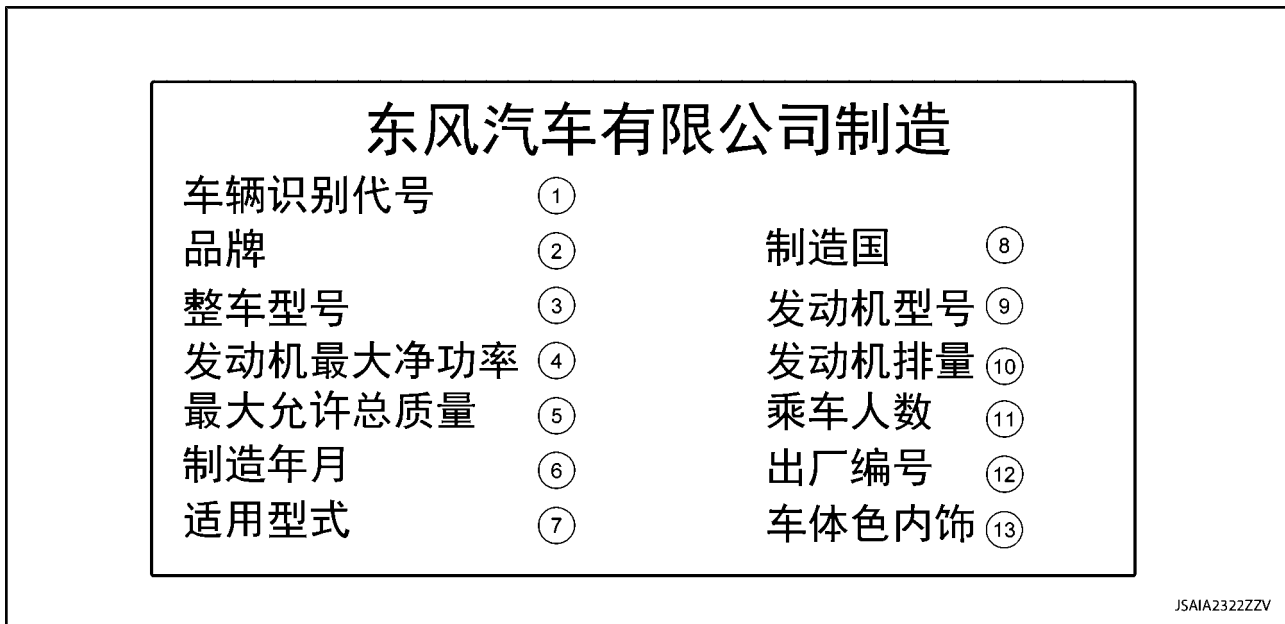 东风汽车有限公司制造
车辆识别代号 ①
品牌 ② 制造国 ⑧
整车型号 ③ 发动机型号 ⑨
发动机最大净功率 ④ 发动机排量 ⑩
最大允许总质量 ⑤ 乘车人数 ⑪
制造年月 ⑥ 出厂编号 ⑫
适用型式 ⑦ 车体色内饰 ⑬
JSAIA2322ZZV